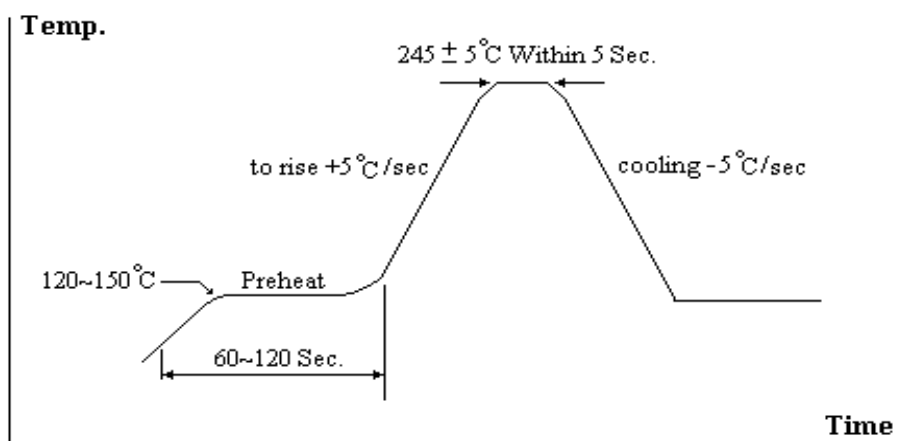 Temp.
245 ± 5°C Within 5 Sec.
to rise +5°C/sec
cooling -5°C/sec
120~150°C
Preheat
60~120 Sec.
Time